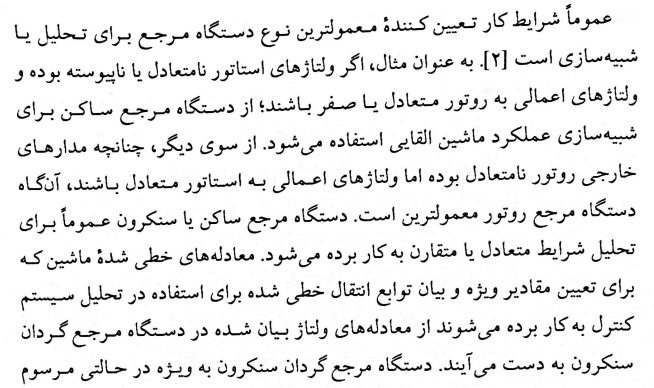 عموماً شرایط کار تعیین کنندهٔ معمولترین نوع دستگاه مرجع برای تحلیل یا
شبیه‌سازی است [۲]. به عنوان مثال، اگر ولتاژهای استاتور نامتعادل یا ناپیوسته بوده و
ولتاژهای اعمالی به روتور متعادل یا صفر باشند؛ از دستگاه مرجع ساکن برای
شبیه‌سازی عملکرد ماشین القایی استفاده می‌شود. از سوی دیگر، چنانچه مدارهای
خارجی روتور نامتعادل بوده اما ولتاژهای اعمالی به استاتور متعادل باشند، آن‌گاه
دستگاه مرجع روتور معمولترین است. دستگاه مرجع ساکن یا سنکرون عموماً برای
تحلیل شرایط متعادل یا متقارن به کار برده می‌شود. معادله‌های خطی شدهٔ ماشین که
برای تعیین مقادیر ویژه و بیان توابع انتقال خطی شده برای استفاده در تحلیل سیستم
کنترل به کار برده می‌شوند از معادله‌های ولتاژ بیان شده در دستگاه مرجع گردان
سنکرون به دست می‌آیند. دستگاه مرجع گردان سنکرون به ویژه در حالتی مرسوم